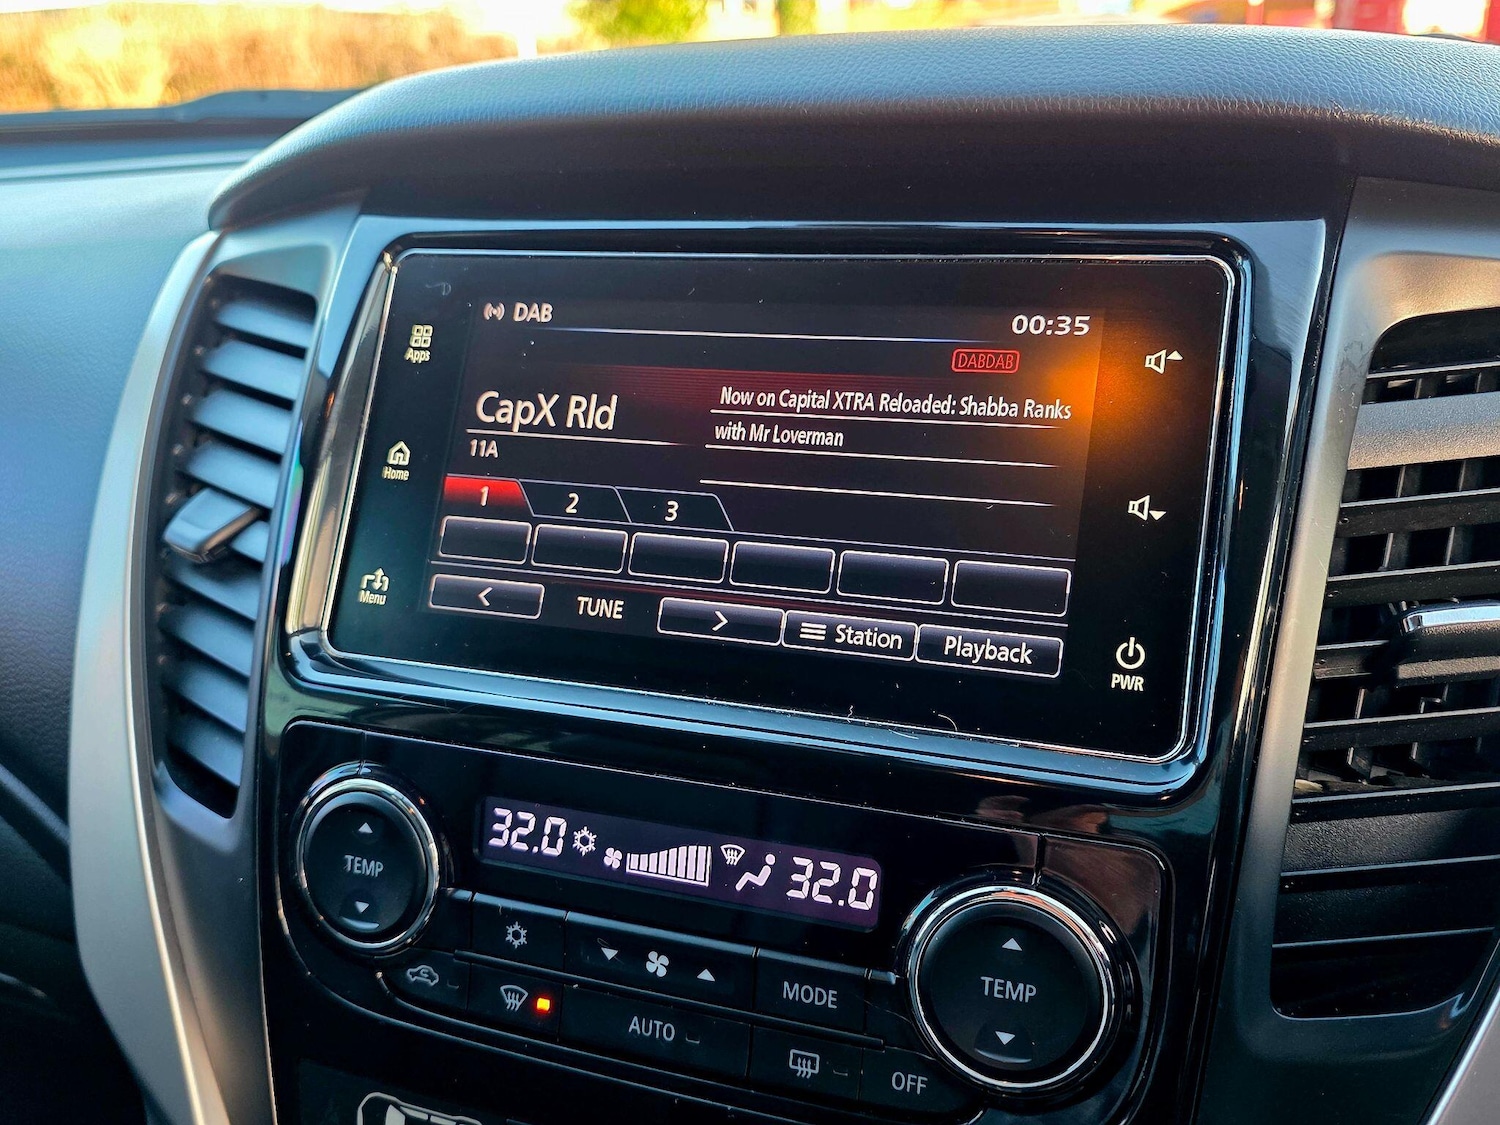 DAB
00:35
DABDAB
Apps
CapX Rld
Now on Capital XTRA Reloaded: Shabba Ranks
with Mr Loverman
11A
Home
1 2 3
Menu
< TUNE > Station Playback
PWR
32.0 32.0
TEMP
TEMP
MODE
AUTO
OFF